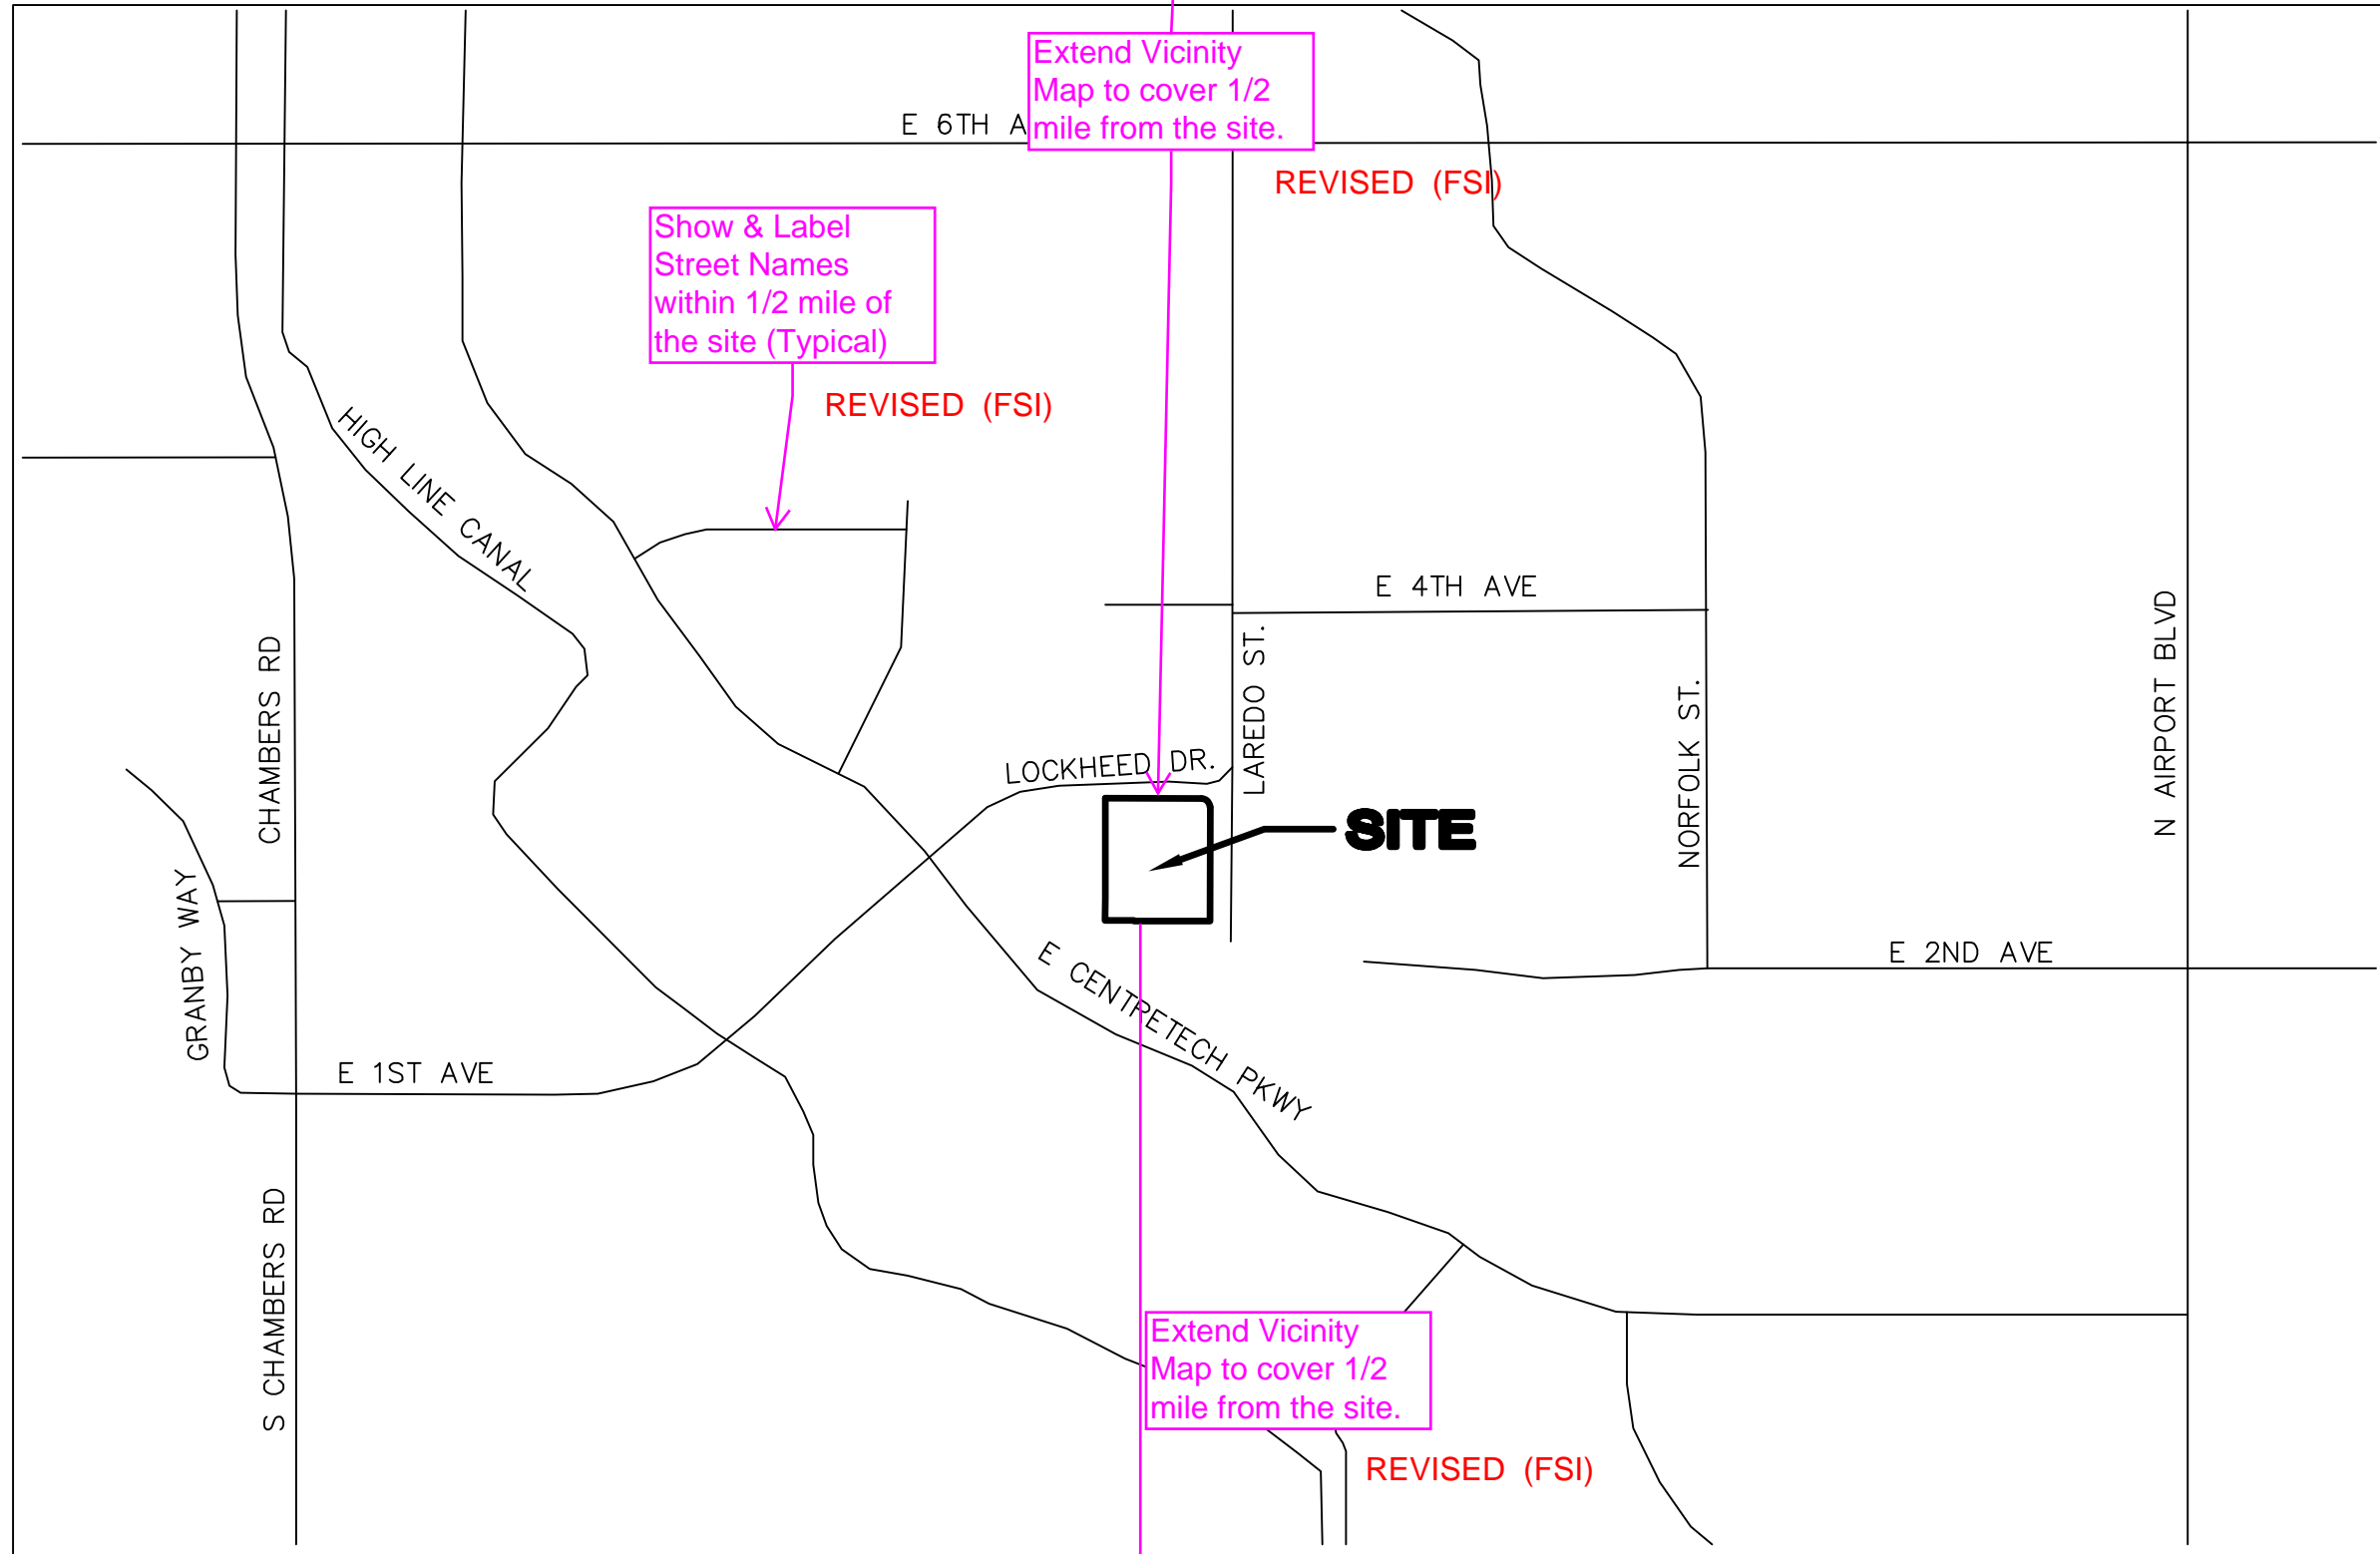 Extend Vicinity
Map to cover 1/2
mile from the site.
E 6TH A
REVISED (FSI)
Show & Label
Street Names
within 1/2 mile of
the site (Typical)
REVISED (FSI)
HIGH LINE CANAL
E 4TH AVE
CHAMBERS RD
LAREDO ST.
NORFOLK ST.
N AIRPORT BLVD
LOCKHEED DR.
SITE
GRANBY WAY
E 2ND AVE
E CENTRETECH PKWY
E 1ST AVE
S CHAMBERS RD
Extend Vicinity
Map to cover 1/2
mile from the site.
REVISED (FSI)